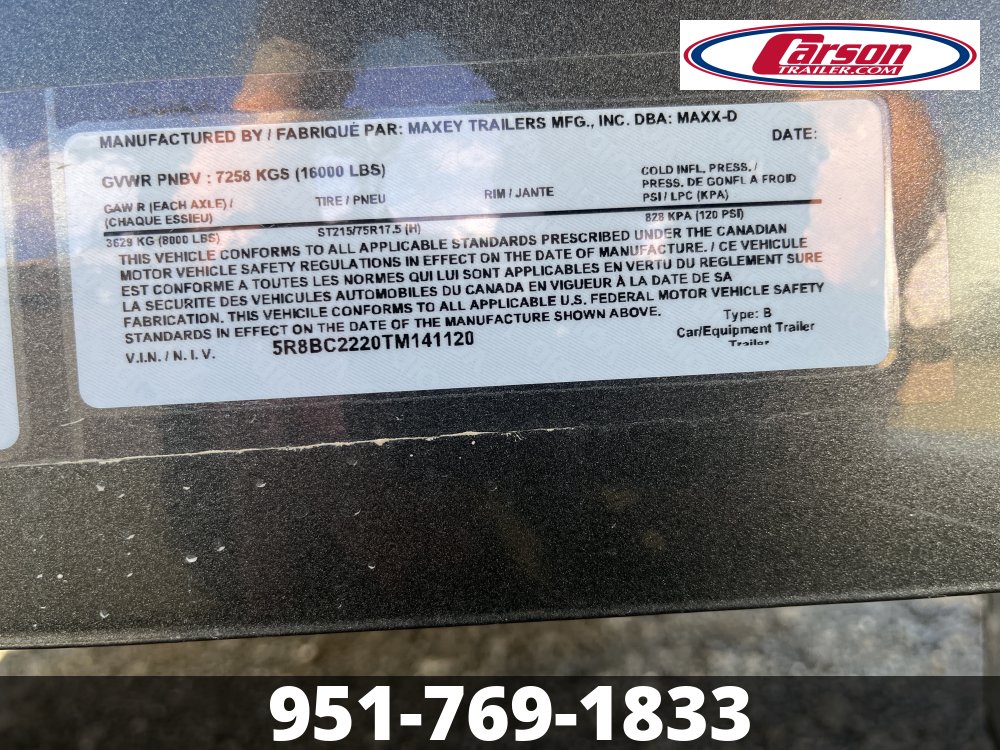 Carson
TRAILER.COM
MANUFACTURED BY / FABRIQUÉ PAR: MAXEY TRAILERS MFG., INC. DBA: MAXX-D
DATE:
GVWR PNBV : 7258 KGS (16000 LBS)
GAWR (EACH AXLE) /
(CHAQUE ESSIEU)
TIRE / PNEU
RIM / JANTE
COLD INFL, PRESS, /
PRESS. DE GONFL A FROID
PSI / LPC (KPA)
3629 KG (8000 LBS)
ST215/75R17.5 (H)
828 KPA (120 PSI)
THIS VEHICLE CONFORMS TO ALL APPLICABLE STANDARDS PRESCRIBED UNDER THE CANADIAN
MOTOR VEHICLE SAFETY REGULATIONS IN EFFECT ON THE DATE OF MANUFACTURE. / CE VEHICULE
EST CONFORME A TOUTES LES NORMES QUI LUI SONT APPLICABLES EN VERTU DU REGLEMENT SURE
LA SECURITE DES VEHICULES AUTOMOBILES DU CANADA EN VIGUEUR À LA DATE DE SA
FABRICATION. THIS VEHICILE CONFORMS TO ALL APPLICABLE U.S. FEDERAL MOTOR VEHICLE SAFETY
STANDARDS IN EFFECT ON THE DATE OF THE MANUFACTURE SHOWN ABOVE.
Type: B
Car/Equipment Trailer
Trailer
V.I.N. / N. I. V.
5R8BC2220TM141120
951-769-1833